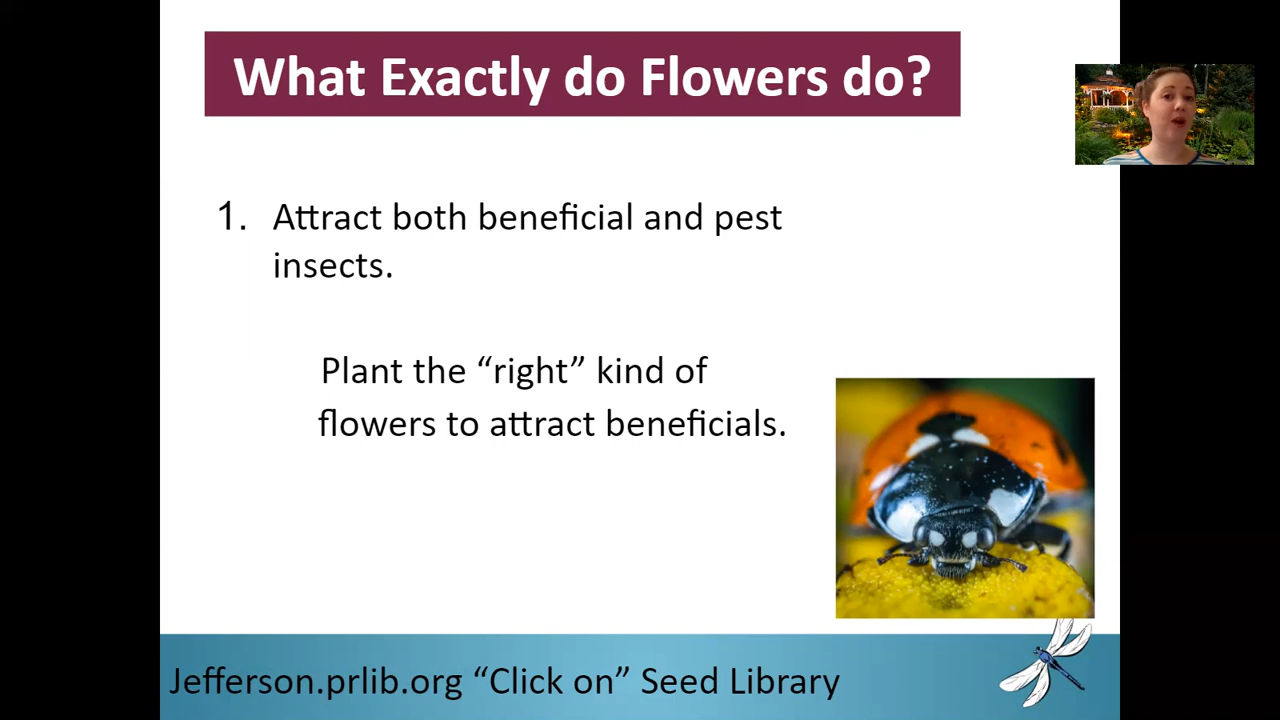 What Exactly do Flowers do?
1. Attract both beneficial and pest
insects.
Plant the “right” kind of
flowers to attract beneficials.
Jefferson.prlib.org “Click on” Seed Library